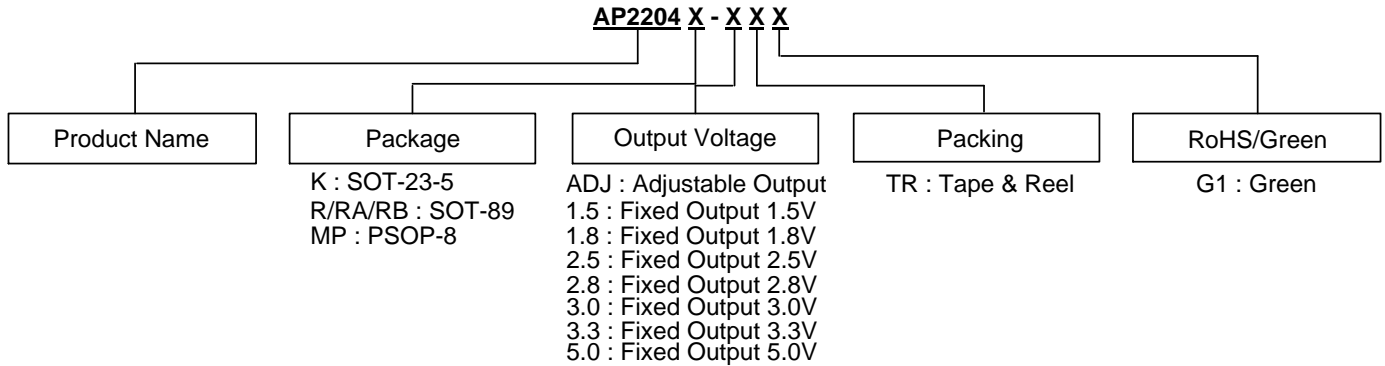 AP2204 X - X X X
Product Name
Package
Output Voltage
Packing
RoHS/Green
K : SOT-23-5
R/RA/RB : SOT-89
MP : PSOP-8
ADJ : Adjustable Output
1.5 : Fixed Output 1.5V
1.8 : Fixed Output 1.8V
2.5 : Fixed Output 2.5V
2.8 : Fixed Output 2.8V
3.0 : Fixed Output 3.0V
3.3 : Fixed Output 3.3V
5.0 : Fixed Output 5.0V
TR : Tape & Reel
G1 : Green